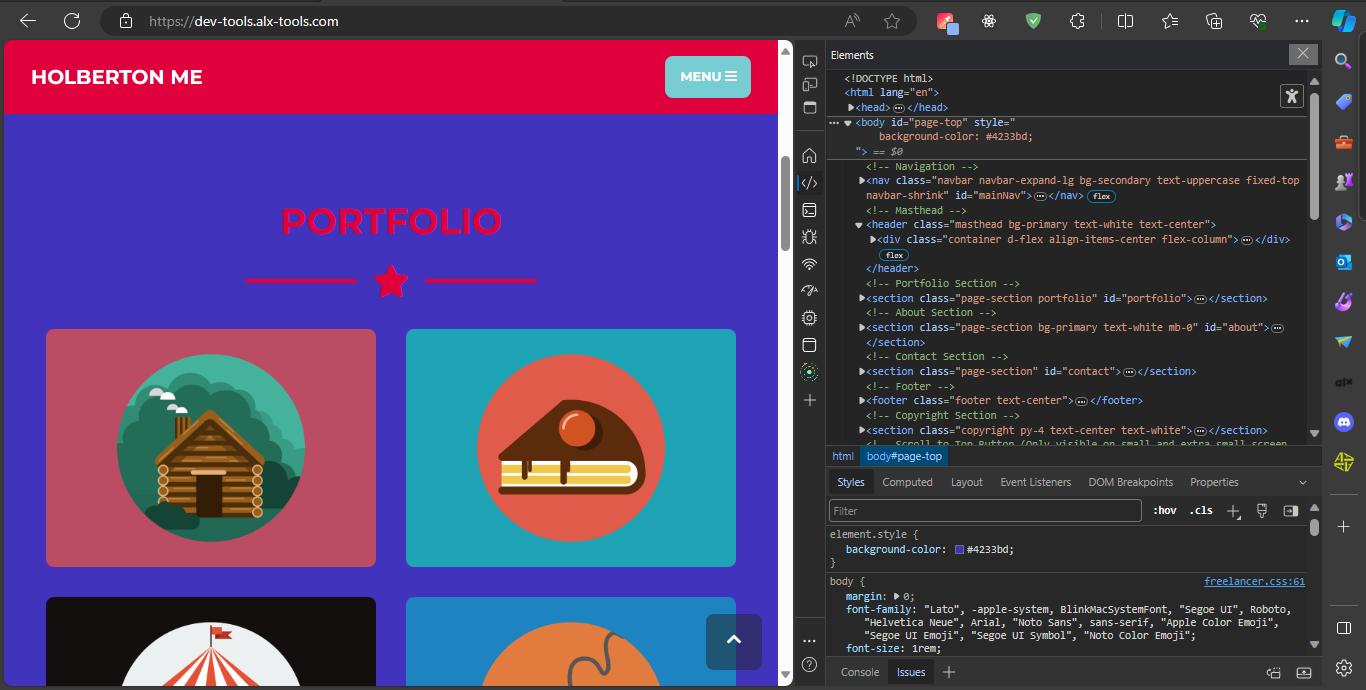 https://dev-tools.alx-tools.com
HOLBERTON ME
MENU
PORTFOLIO
Elements
<!DOCTYPE html>
<html lang="en">
<head> </head>
<body id="page-top" style="
background-color: #4233bd;
"> == $0
<!-- Navigation -->
<nav class="navbar navbar-expand-lg bg-secondary text-uppercase fixed-top
navbar-shrink" id="mainNav"> </nav> flex
<!-- Masthead -->
<header class="masthead bg-primary text-white text-center">
<div class="container d-flex align-items-center flex-column"> </div>
flex
</header>
<!-- Portfolio Section -->
<section class="page-section portfolio" id="portfolio"> </section>
<!-- About Section -->
<section class="page-section bg-primary text-white mb-0" id="about">
</section>
<!-- Contact Section -->
<section class="page-section" id="contact"> </section>
<!-- Footer -->
<footer class="footer text-center"> </footer>
<!-- Copyright Section -->
<section class="copyright py-4 text-center text-white"> </section>
<!-- Scroll to Top Button (Only visible on small and extra-small screen
html body#page-top
Styles Computed Layout Event Listeners DOM Breakpoints Properties
Filter :hov .cls
element.style {
background-color: #4233bd;
}
body { freelancer.css:61
margin: 0;
font-family: "Lato", -apple-system, BlinkMacSystemFont, "Segoe UI", Roboto,
"Helvetica Neue", Arial, "Noto Sans", sans-serif, "Apple Color Emoji",
"Segoe UI Emoji", "Segoe UI Symbol", "Noto Color Emoji";
font-size: 1rem;
Console Issues
alx